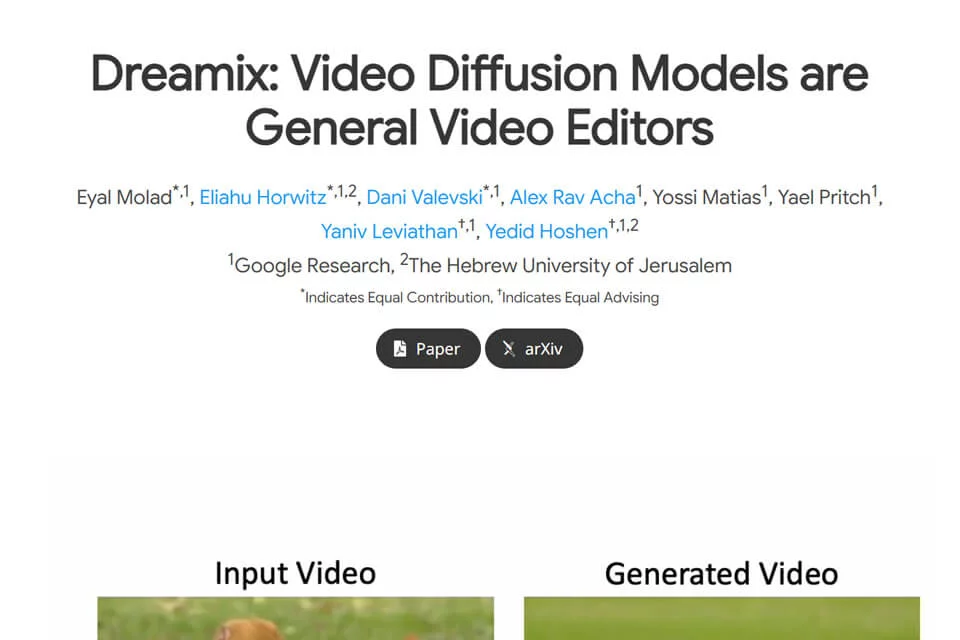 Dreamix: Video Diffusion Models are
General Video Editors
Eyal Molad*,1, Eliahu Horwitz*,1,2, Dani Valevski*,1, Alex Rav Acha1, Yossi Matias1, Yael Pritch1,
Yaniv Leviathan†,1, Yedid Hoshen†,1,2
1Google Research, 2The Hebrew University of Jerusalem
*Indicates Equal Contribution, †Indicates Equal Advising
Paper arXiv
Input Video Generated Video